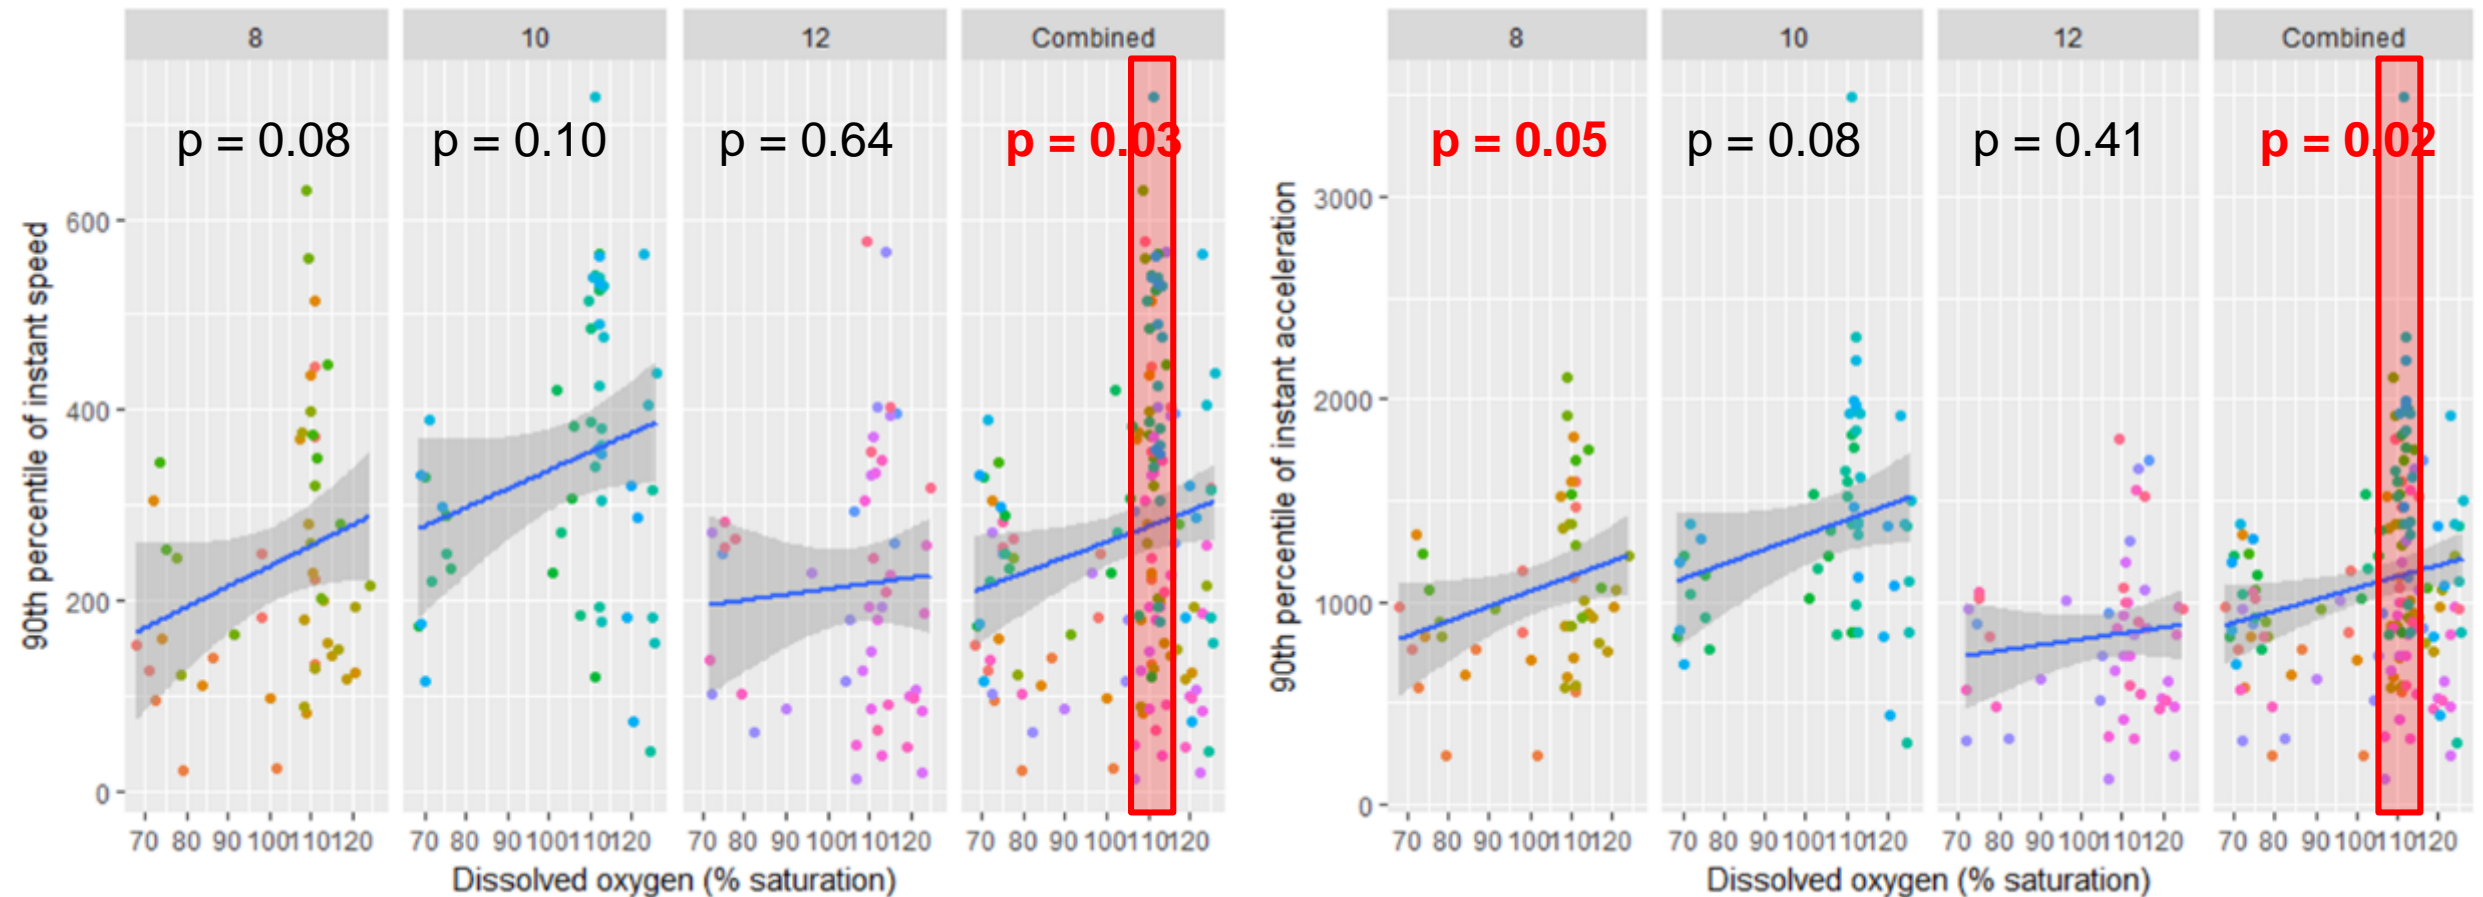 8 10 12 Combined
p = 0.08 p = 0.10 p = 0.64 p = 0.03
90th percentile of instant speed
600
400
200
0
70 80 90 100 110 120 70 80 90 100 110 120 70 80 90 100 110 120 70 80 90 100 110 120
Dissolved oxygen (% saturation)
8 10 12 Combined
p = 0.05 p = 0.08 p = 0.41 p = 0.02
90th percentile of instant acceleration
3000
2000
1000
0
70 80 90 100 110 120 70 80 90 100 110 120 70 80 90 100 110 120 70 80 90 100 110 120
Dissolved oxygen (% saturation)